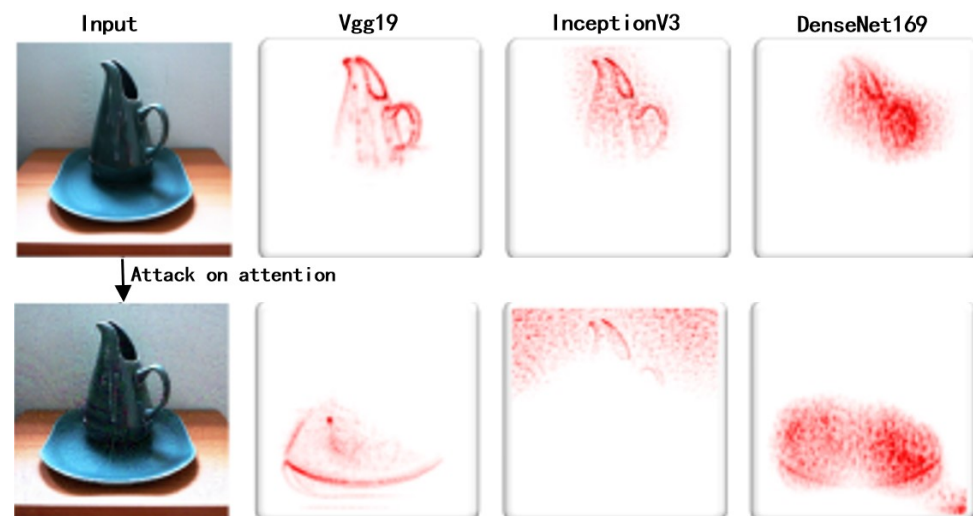 Input Vgg19 InceptionV3 DenseNet169
Attack on attention